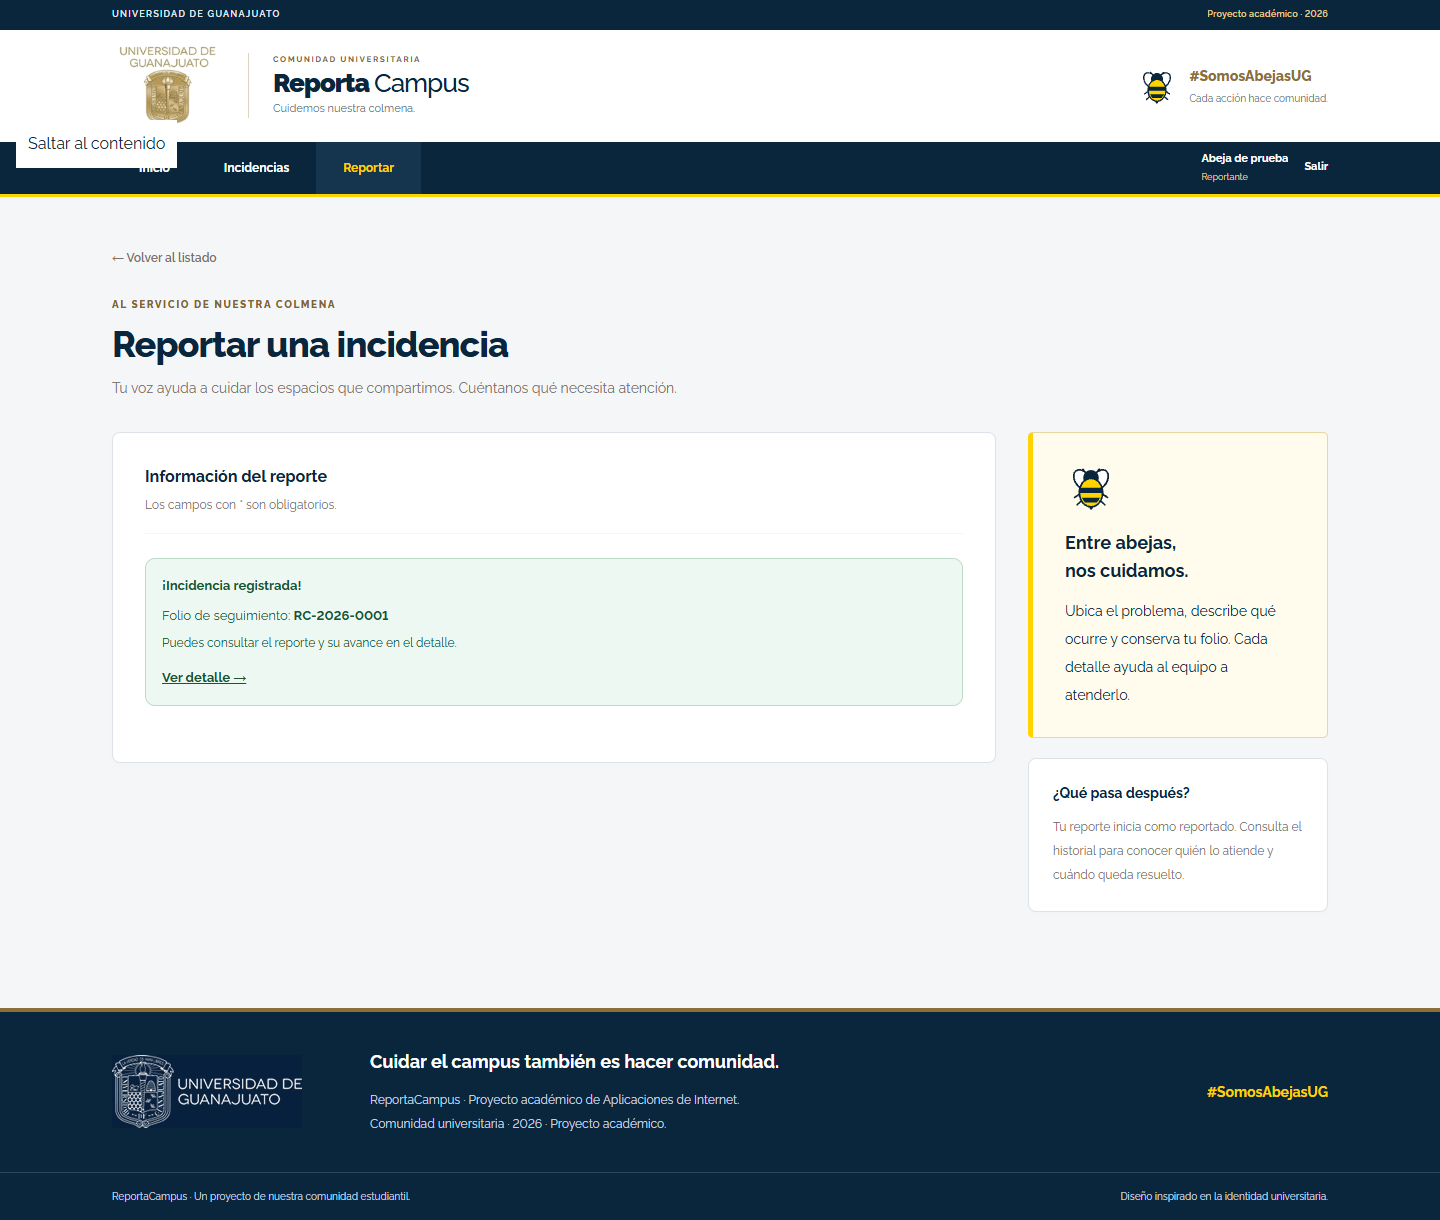 UNIVERSIDAD DE GUANAJUATO
Proyecto académico · 2026
UNIVERSIDAD DE
GUANAJUATO
COMUNIDAD UNIVERSITARIA
Reporta Campus
Cuidemos nuestra colmena.
#SomosAbejasUG
Cada acción hace comunidad.
Saltar al contenido
Inicio
Incidencias
Reportar
Abeja de prueba
Reportante
Salir
← Volver al listado
AL SERVICIO DE NUESTRA COLMENA
Reportar una incidencia
Tu voz ayuda a cuidar los espacios que compartimos. Cuéntanos qué necesita atención.
Información del reporte
Los campos con * son obligatorios.
¡Incidencia registrada!
Folio de seguimiento: RC-2026-0001
Puedes consultar el reporte y su avance en el detalle.
Ver detalle →
Entre abejas,
nos cuidamos.
Ubica el problema, describe qué
ocurre y conserva tu folio. Cada
detalle ayuda al equipo a
atenderlo.
¿Qué pasa después?
Tu reporte inicia como reportado. Consulta el
historial para conocer quién lo atiende y
cuándo queda resuelto.
UNIVERSIDAD DE
GUANAJUATO
Cuidar el campus también es hacer comunidad.
ReportaCampus · Proyecto académico de Aplicaciones de Internet.
Comunidad universitaria · 2026 · Proyecto académico.
#SomosAbejasUG
ReportaCampus · Un proyecto de nuestra comunidad estudiantil.
Diseño inspirado en la identidad universitaria.